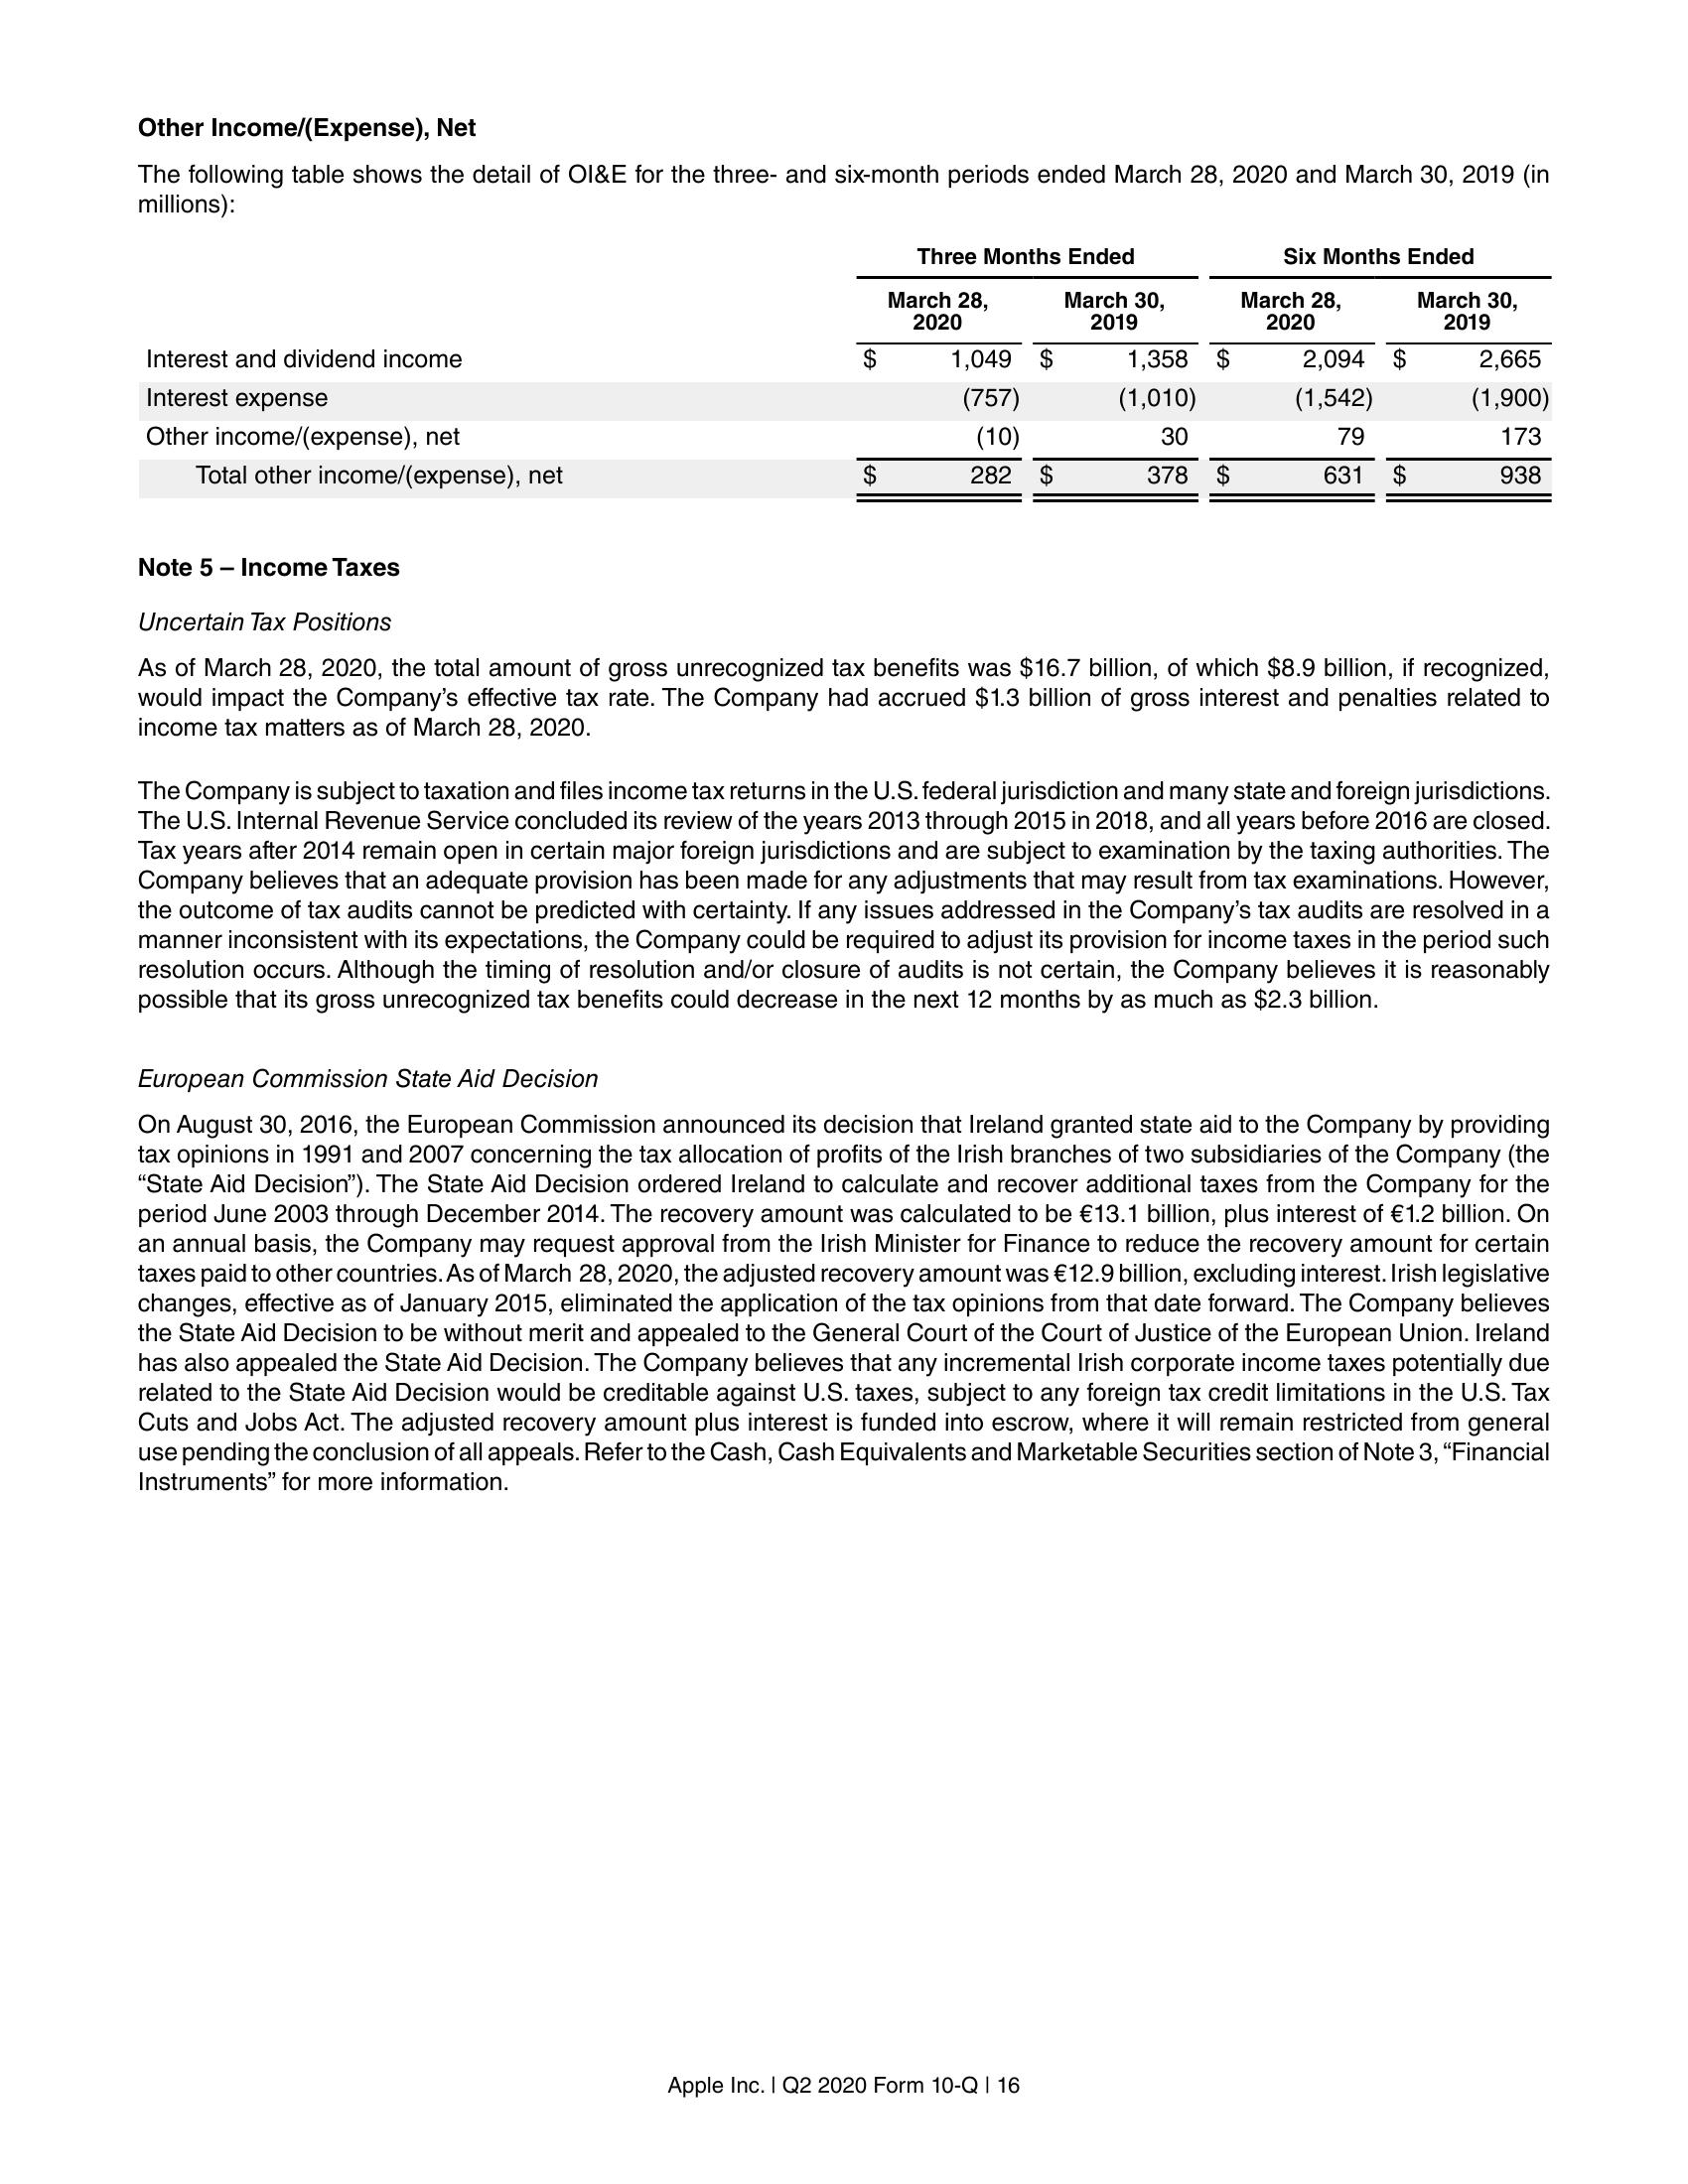 Other Income/(Expense), Net
The following table shows the detail of OI&E for the three- and six-month periods ended March 28, 2020 and March 30, 2019 (in
millions):
Three Months Ended Six Months Ended
March 28, 2020 March 30, 2019 March 28, 2020 March 30, 2019
Interest and dividend income $ 1,049 $ 1,358 $ 2,094 $ 2,665
Interest expense (757) (1,010) (1,542) (1,900)
Other income/(expense), net (10) 30 79 173
Total other income/(expense), net $ 282 $ 378 $ 631 $ 938
Note 5 – Income Taxes
Uncertain Tax Positions
As of March 28, 2020, the total amount of gross unrecognized tax benefits was $16.7 billion, of which $8.9 billion, if recognized,
would impact the Company’s effective tax rate. The Company had accrued $1.3 billion of gross interest and penalties related to
income tax matters as of March 28, 2020.
The Company is subject to taxation and files income tax returns in the U.S. federal jurisdiction and many state and foreign jurisdictions.
The U.S. Internal Revenue Service concluded its review of the years 2013 through 2015 in 2018, and all years before 2016 are closed.
Tax years after 2014 remain open in certain major foreign jurisdictions and are subject to examination by the taxing authorities. The
Company believes that an adequate provision has been made for any adjustments that may result from tax examinations. However,
the outcome of tax audits cannot be predicted with certainty. If any issues addressed in the Company’s tax audits are resolved in a
manner inconsistent with its expectations, the Company could be required to adjust its provision for income taxes in the period such
resolution occurs. Although the timing of resolution and/or closure of audits is not certain, the Company believes it is reasonably
possible that its gross unrecognized tax benefits could decrease in the next 12 months by as much as $2.3 billion.
European Commission State Aid Decision
On August 30, 2016, the European Commission announced its decision that Ireland granted state aid to the Company by providing
tax opinions in 1991 and 2007 concerning the tax allocation of profits of the Irish branches of two subsidiaries of the Company (the
“State Aid Decision”). The State Aid Decision ordered Ireland to calculate and recover additional taxes from the Company for the
period June 2003 through December 2014. The recovery amount was calculated to be €13.1 billion, plus interest of €1.2 billion. On
an annual basis, the Company may request approval from the Irish Minister for Finance to reduce the recovery amount for certain
taxes paid to other countries. As of March 28, 2020, the adjusted recovery amount was €12.9 billion, excluding interest. Irish legislative
changes, effective as of January 2015, eliminated the application of the tax opinions from that date forward. The Company believes
the State Aid Decision to be without merit and appealed to the General Court of the Court of Justice of the European Union. Ireland
has also appealed the State Aid Decision. The Company believes that any incremental Irish corporate income taxes potentially due
related to the State Aid Decision would be creditable against U.S. taxes, subject to any foreign tax credit limitations in the U.S. Tax
Cuts and Jobs Act. The adjusted recovery amount plus interest is funded into escrow, where it will remain restricted from general
use pending the conclusion of all appeals. Refer to the Cash, Cash Equivalents and Marketable Securities section of Note 3, “Financial
Instruments” for more information.
Apple Inc. | Q2 2020 Form 10-Q | 16